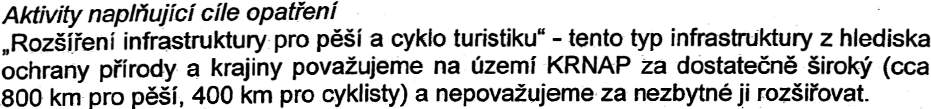 Aktivity naplňující cíle opatření
„Rozšíření infrastruktury pro pěší a cyklo turistiku“ - tento typ infrastruktury z hlediska
ochrany přírody a krajiny považujeme na území KRNAP za dostatečně široký (cca
800 km pro pěší, 400 km pro cyklisty) a nepovažujeme za nezbytné ji rozšiřovat.